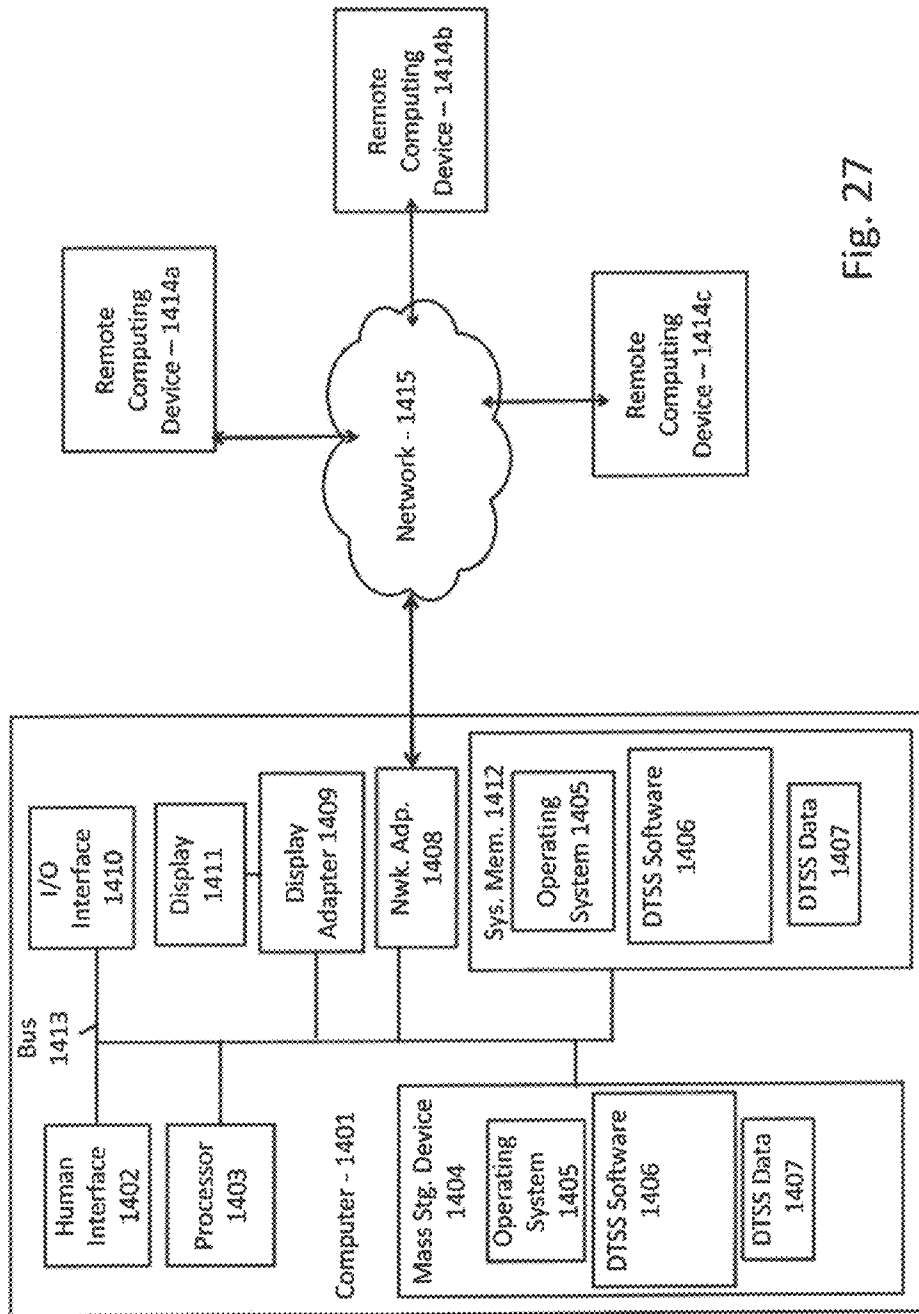 Human
Interface
1402
Bus
1413
I/O
Interface
1410
Processor
1403
Display
1411
Display
Adapter 1409
Computer - 1401
Nwk. Adp.
1408
Mass Stg. Device
1404
Operating
System
1405
DTSS Software
1406
DTSS Data
1407
Sys. Mem. 1412
Operating
System 1405
DTSS Software
1406
DTSS Data
1407
Network - 1415
Remote
Computing
Device – 1414a
Remote
Computing
Device – 1414b
Remote
Computing
Device – 1414c
Fig. 27